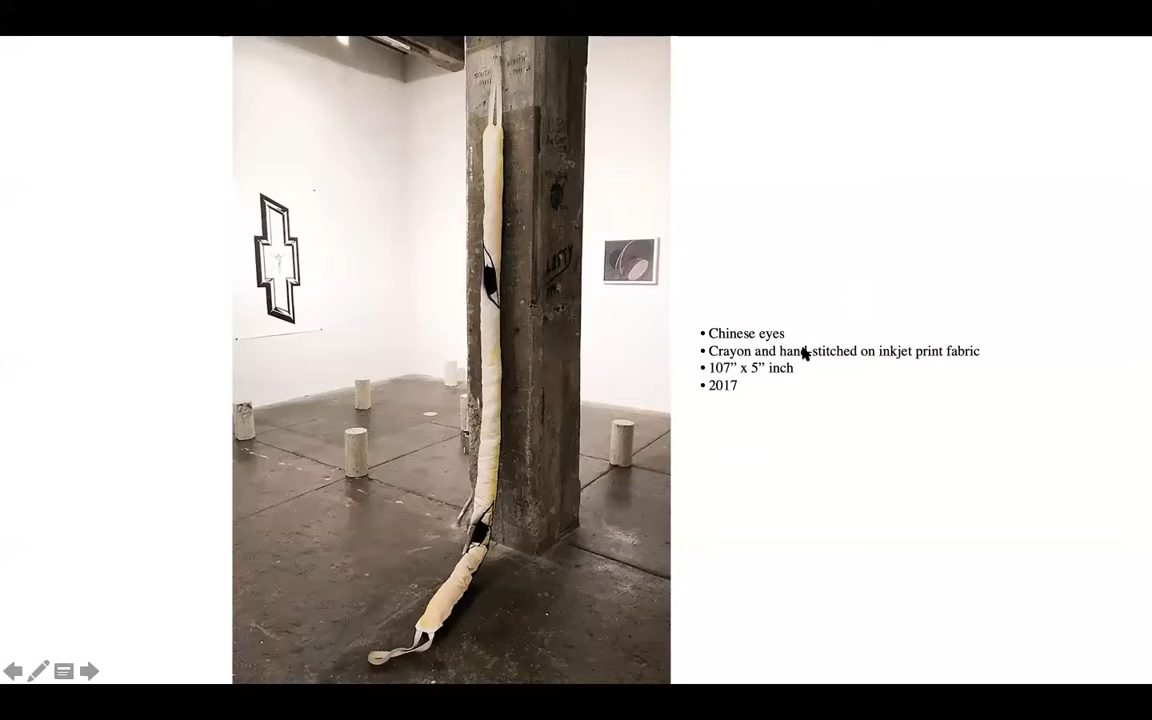 • Chinese eyes
• Crayon and hand-stitched on inkjet print fabric
• 107” x 5” inch
• 2017